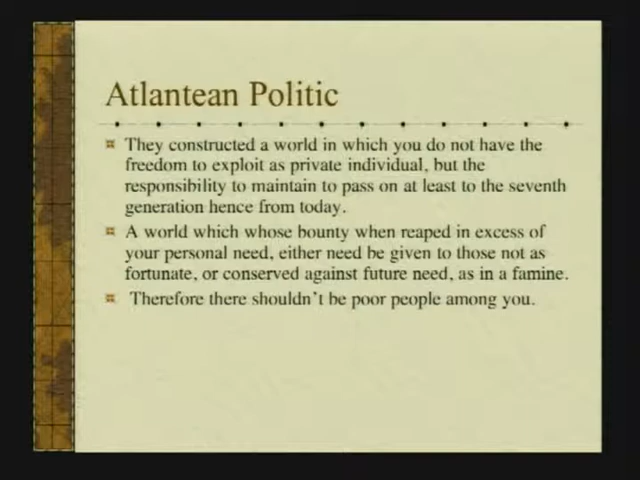 Atlantean Politic
They constructed a world in which you do not have the
freedom to exploit as private individual, but the
responsibility to maintain to pass on at least to the seventh
generation hence from today.
A world which whose bounty when reaped in excess of
your personal need, either need be given to those not as
fortunate, or conserved against future need, as in a famine.
Therefore there shouldn't be poor people among you.